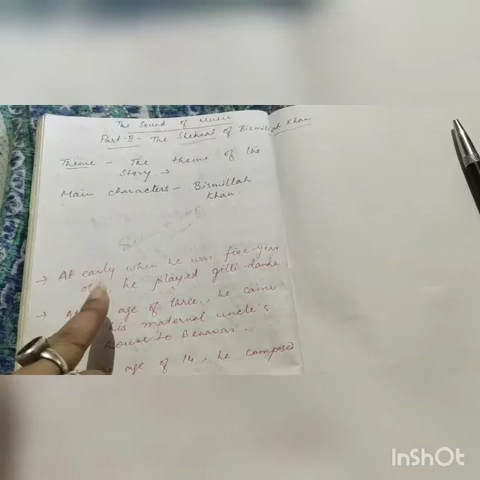 The Sound of Music
Part-II - The Shehnai of Bismillah Khan
Theme - The theme of the
Story →
Main characters - Bismillah
Khan.
→ At early when he was five-year
old he played gilli-danda.
→ age of three, he came
his maternal uncle's
house to Benaras.
age of 14, he composed
InShOt